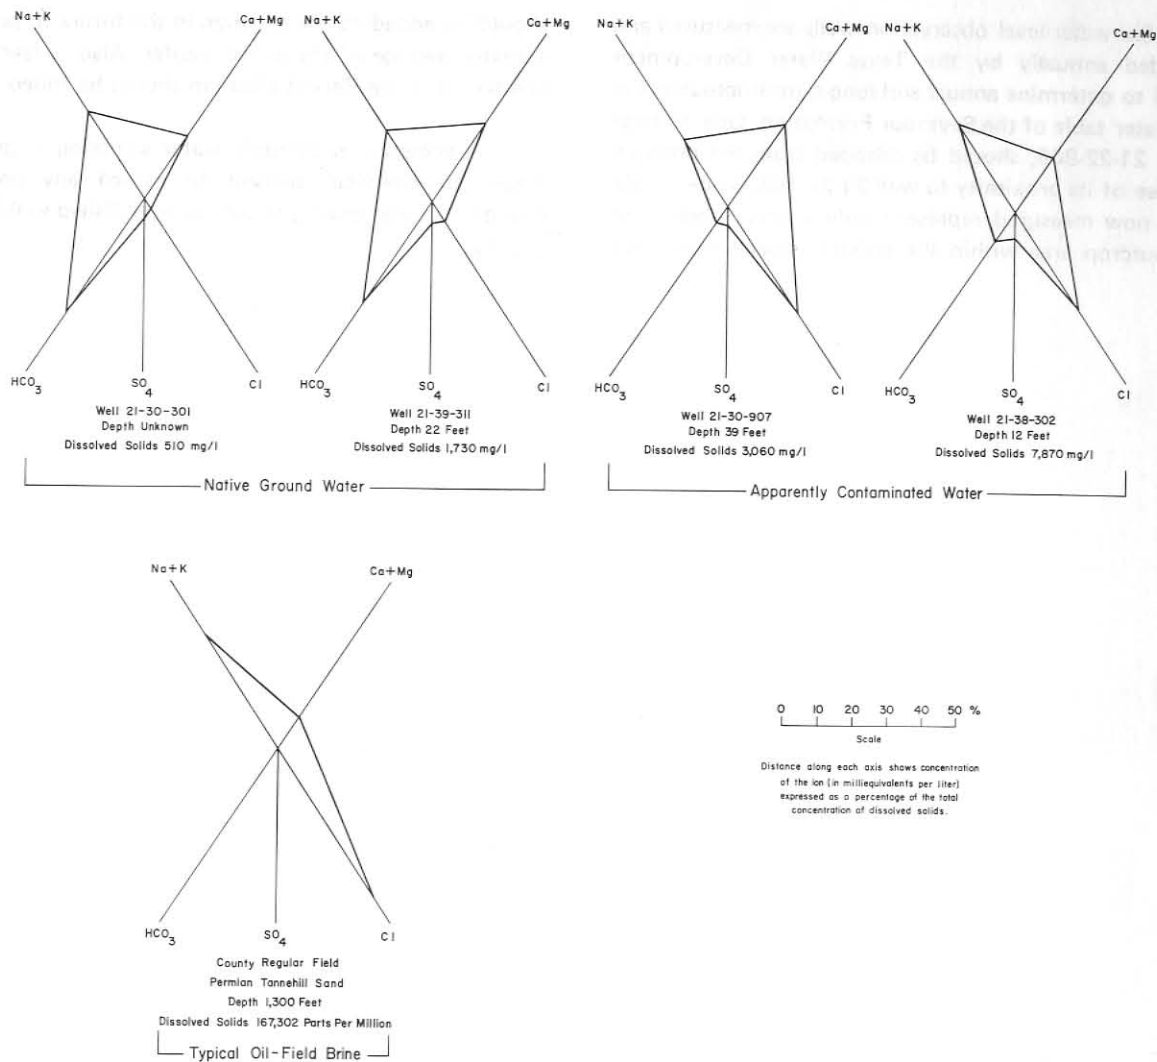 Na+K
Ca+Mg
Na+K
Ca+Mg
Na+K
Ca+Mg
Na+K
Ca+Mg
HCO3
SO4
Cl
HCO3
SO4
Cl
HCO3
SO4
Cl
HCO3
SO4
Cl
Well 21-30-301
Depth Unknown
Dissolved Solids 510 mg/l
Well 21-39-311
Depth 22 Feet
Dissolved Solids 1,730 mg/l
Well 21-30-907
Depth 39 Feet
Dissolved Solids 3,060 mg/l
Well 21-38-302
Depth 12 Feet
Dissolved Solids 7,870 mg/l
Native Ground Water
Apparently Contaminated Water
Na+K
Ca+Mg
HCO3
SO4
Cl
County Regular Field
Permian Tannehill Sand
Depth 1,300 Feet
Dissolved Solids 167,302 Parts Per Million
Typical Oil-Field Brine
0 10 20 30 40 50 %
Scale
Distance along each axis shows concentration
of the ion (in milliequivalents per liter)
expressed as a percentage of the total
concentration of dissolved solids.